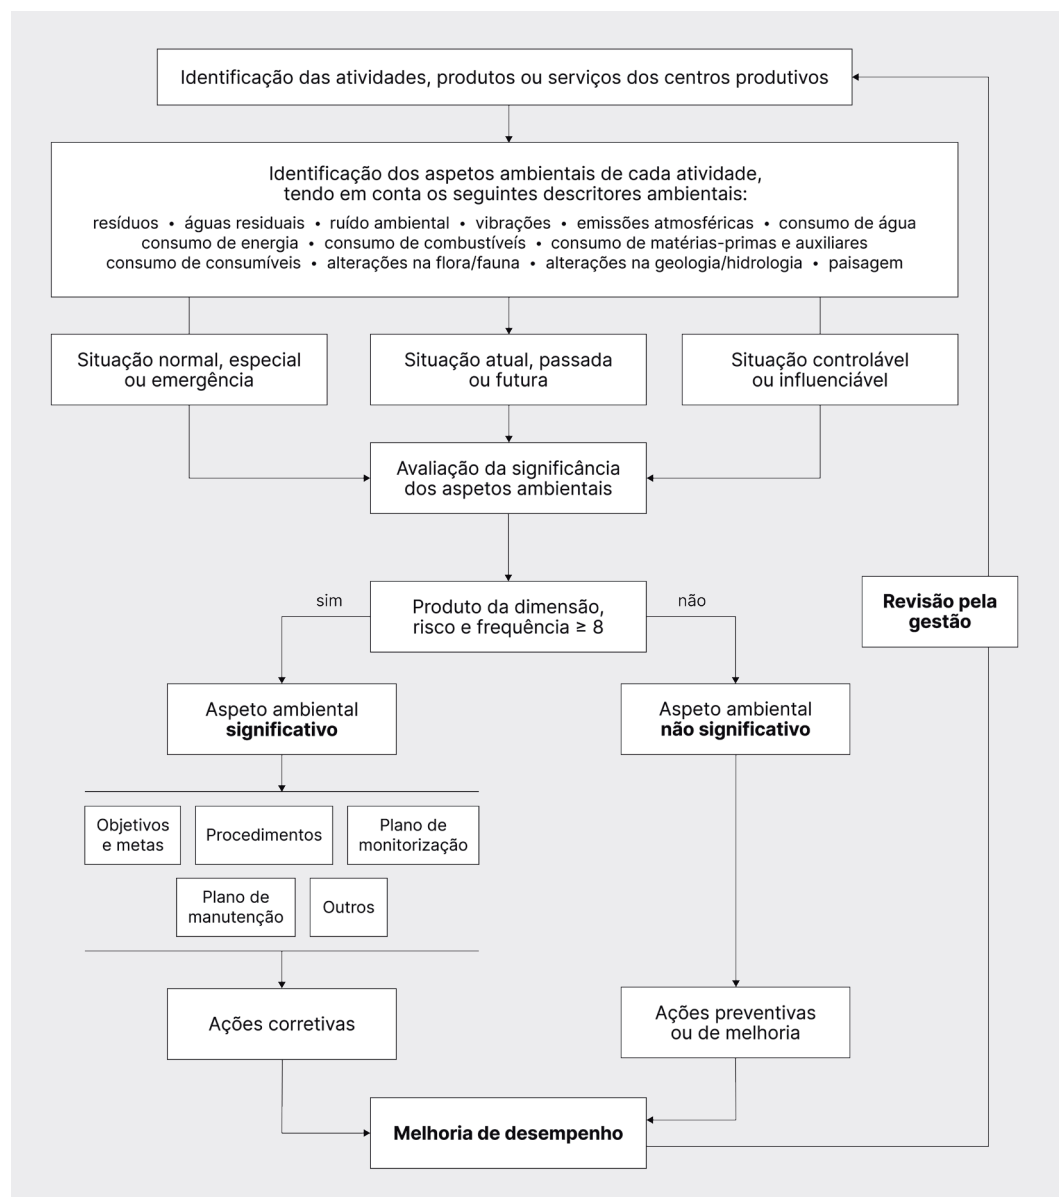 Identificação das atividades, produtos ou serviços dos centros produtivos
Identificação dos aspetos ambientais de cada atividade,
tendo em conta os seguintes descritores ambientais:
resíduos • águas residuais • ruído ambiental • vibrações • emissões atmosféricas • consumo de água
consumo de energia • consumo de combustíveís • consumo de matérias-primas e auxiliares
consumo de consumíveis • alterações na flora/fauna • alterações na geologia/hidrologia • paisagem
Situação normal, especial
ou emergência
Situação atual, passada
ou futura
Situação controlável
ou influenciável
Avaliação da significância
dos aspetos ambientais
sim
Produto da dimensão,
risco e frequência ≥ 8
não
Revisão pela
gestão
Aspeto ambiental
significativo
Aspeto ambiental
não significativo
Objetivos
e metas
Procedimentos
Plano de
monitorização
Plano de
manutenção
Outros
Ações corretivas
Ações preventivas
ou de melhoria
Melhoria de desempenho